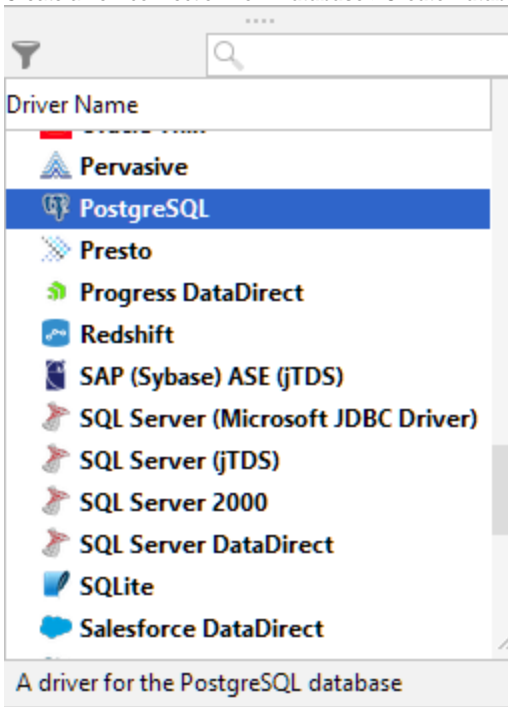 Driver Name
Pervasive
PostgreSQL
Presto
Progress DataDirect
Redshift
SAP (Sybase) ASE (jTDS)
SQL Server (Microsoft JDBC Driver)
SQL Server (jTDS)
SQL Server 2000
SQL Server DataDirect
SQLite
Salesforce DataDirect
A driver for the PostgreSQL database